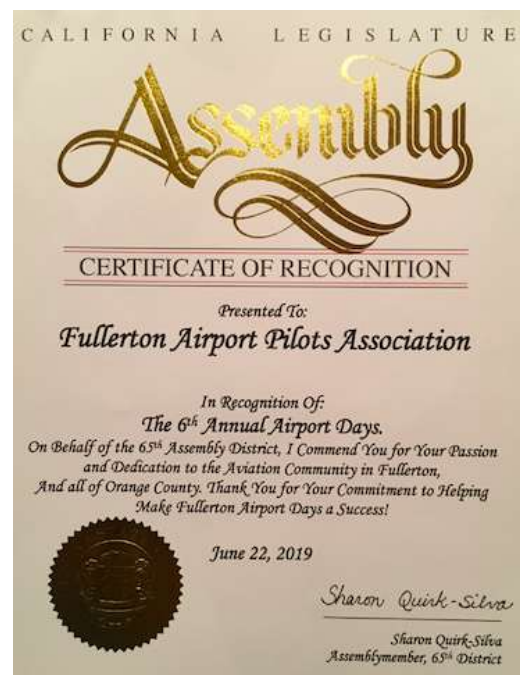 CALIFORNIA LEGISLATURE
Assembly
CERTIFICATE OF RECOGNITION
Presented To:
Fullerton Airport Pilots Association
In Recognition Of:
The 6th Annual Airport Days.
On Behalf of the 65th Assembly District, I Commend You for Your Passion
and Dedication to the Aviation Community in Fullerton,
And all of Orange County. Thank You for Your Commitment to Helping
Make Fullerton Airport Days a Success!
June 22, 2019
Sharon Quirk-Silva
Sharon Quirk-Silva
Assemblymember, 65th District